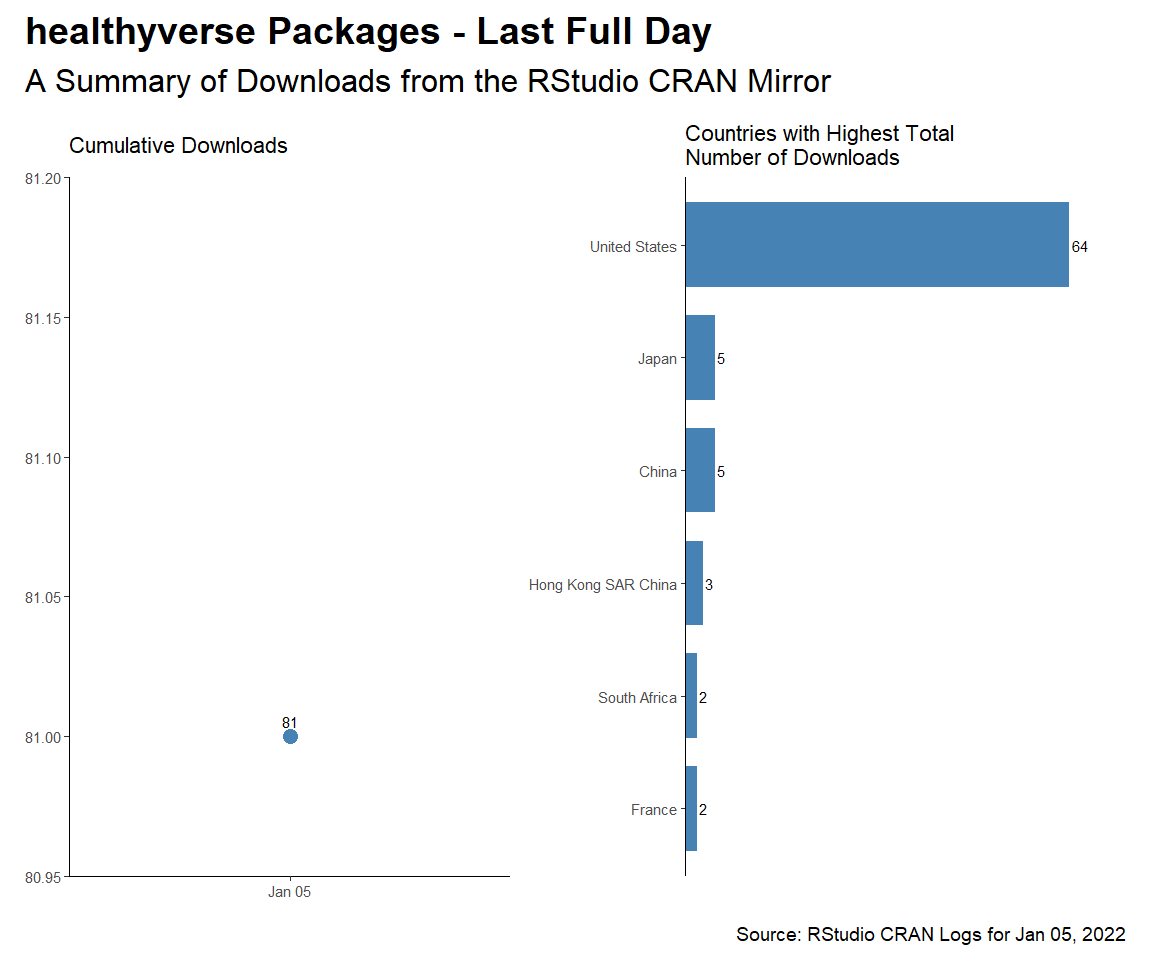 healthyverse Packages - Last Full Day
A Summary of Downloads from the RStudio CRAN Mirror
Cumulative Downloads
81.20
81.15
81.10
81.05
81.00
80.95
81
Jan 05
Countries with Highest Total
Number of Downloads
United States 64
Japan 5
China 5
Hong Kong SAR China 3
South Africa 2
France 2
Source: RStudio CRAN Logs for Jan 05, 2022